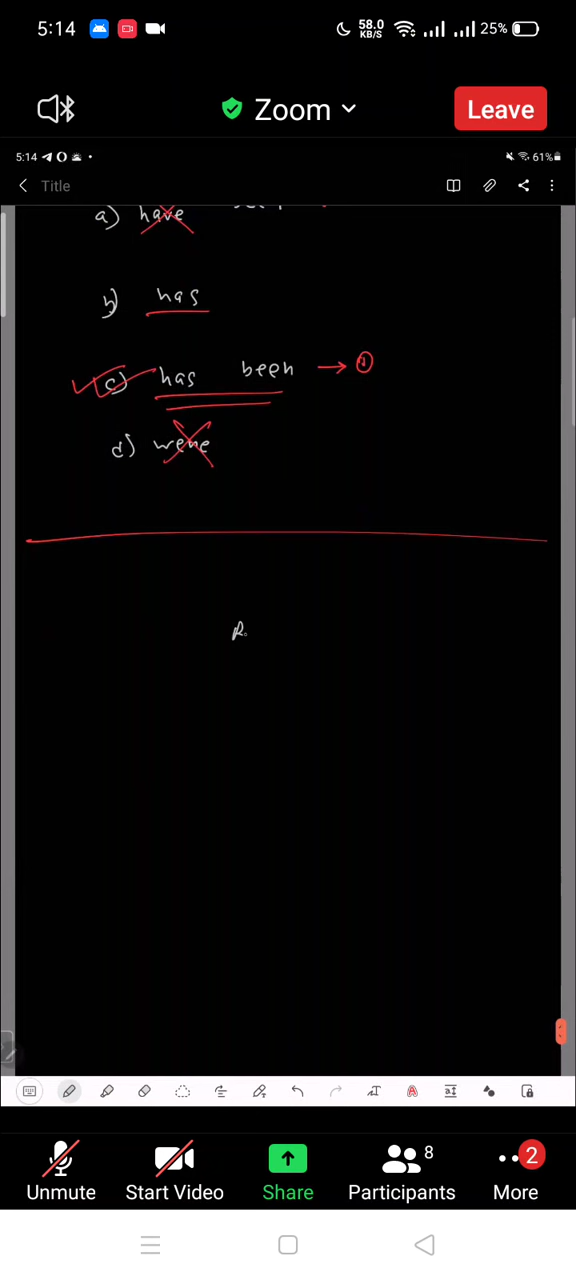 5:14 58.0 KB/S 25%
Zoom Leave
5:14 61%
Title
a) have
b) has
c) has been →
d) were
R.
Unmute Start Video Share Participants 8 More 2